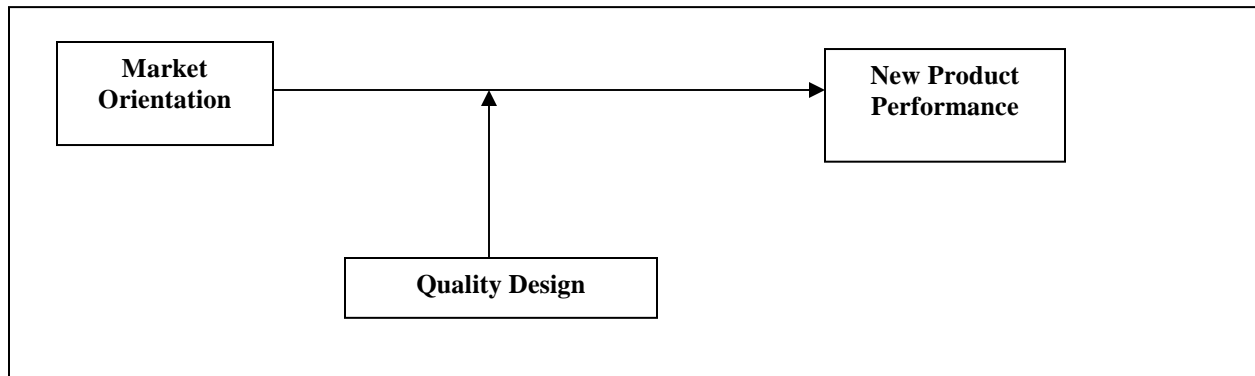 Market
Orientation
New Product
Performance
Quality Design